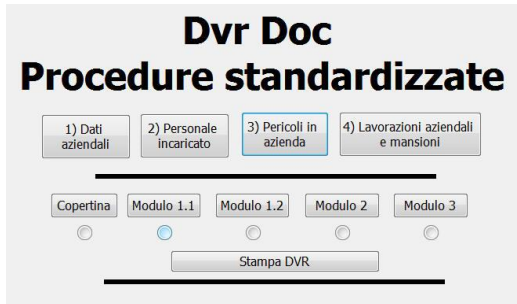 Dvr Doc
Procedure standardizzate
1) Dati
aziendali
2) Personale
incaricato
3) Pericoli in
azienda
4) Lavorazioni aziendali
e mansioni
Copertina
Modulo 1.1
Modulo 1.2
Modulo 2
Modulo 3
Stampa DVR